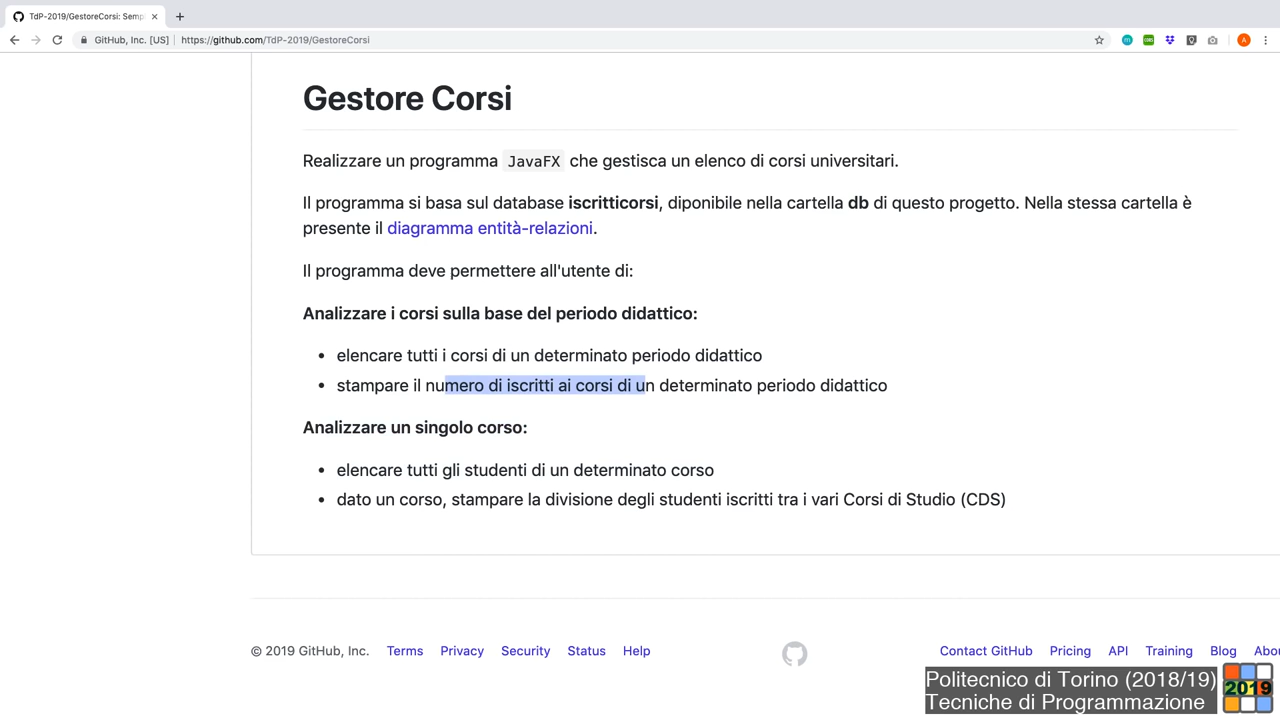 TdP-2019/GestoreCorsi: Semp
GitHub, Inc. [US]
https://github.com/TdP-2019/GestoreCorsi
A
Gestore Corsi
Realizzare un programma JavaFX che gestisca un elenco di corsi universitari.
Il programma si basa sul database iscritticorsi, diponibile nella cartella db di questo progetto. Nella stessa cartella è
presente il diagramma entità-relazioni.
Il programma deve permettere all'utente di:
Analizzare i corsi sulla base del periodo didattico:
• elencare tutti i corsi di un determinato periodo didattico
• stampare il numero di iscritti ai corsi di un determinato periodo didattico
Analizzare un singolo corso:
• elencare tutti gli studenti di un determinato corso
• dato un corso, stampare la divisione degli studenti iscritti tra i vari Corsi di Studio (CDS)
© 2019 GitHub, Inc. Terms Privacy Security Status Help Contact GitHub Pricing API Training Blog Abou
Politecnico di Torino (2018/19)
Tecniche di Programmazione
2019